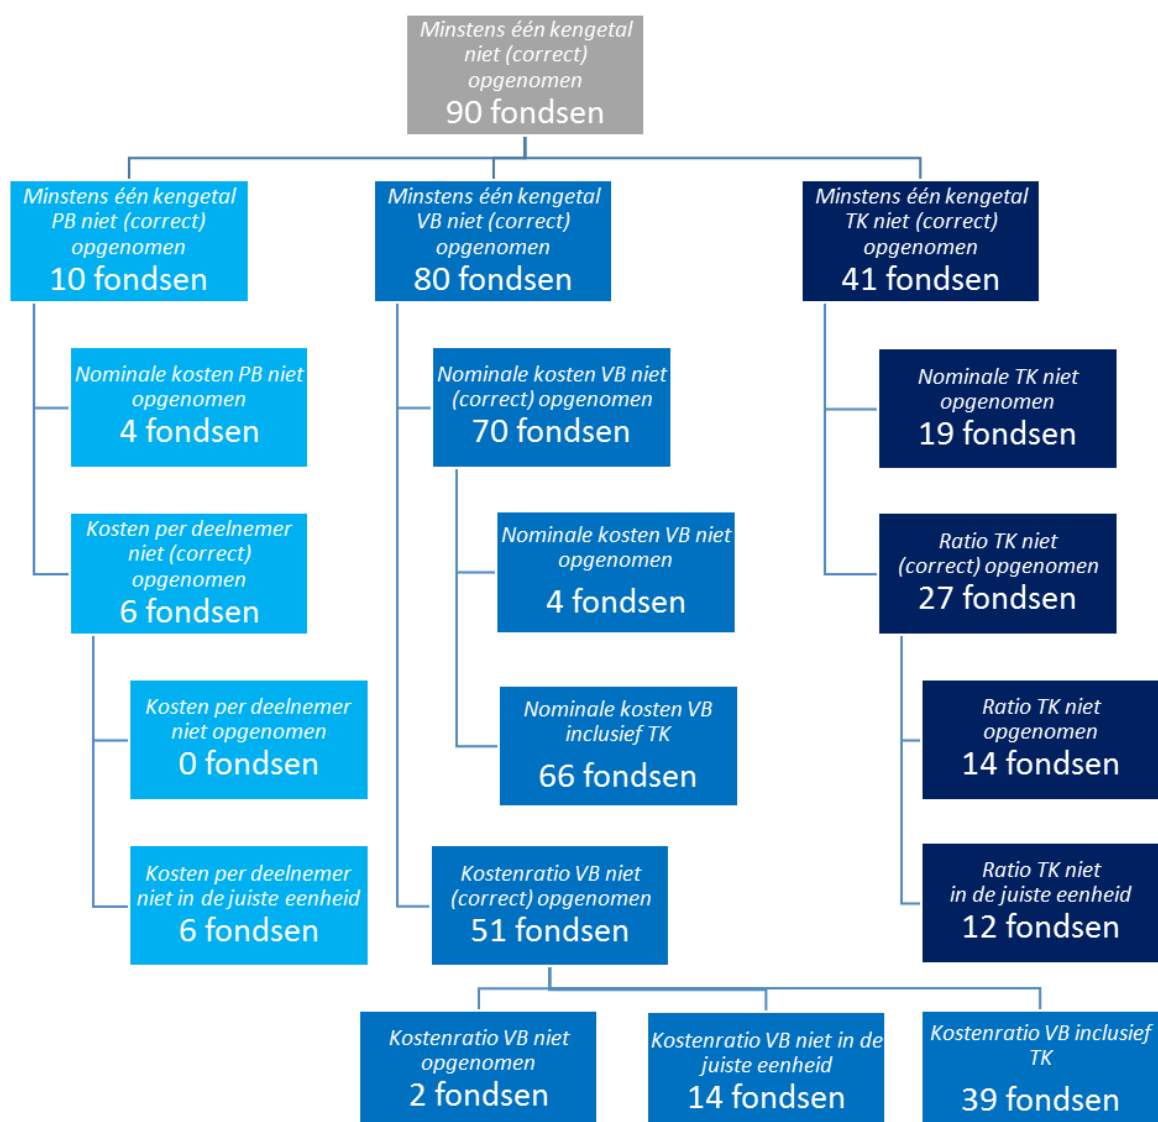 Minstens één kengetal
niet (correct)
opgenomen
90 fondsen
Minstens één kengetal
PB niet (correct)
opgenomen
10 fondsen
Nominale kosten PB niet
opgenomen
4 fondsen
Kosten per deelnemer
niet (correct)
opgenomen
6 fondsen
Kosten per deelnemer
niet opgenomen
0 fondsen
Kosten per deelnemer
niet in de juiste eenheid
6 fondsen
Minstens één kengetal
VB niet (correct)
opgenomen
80 fondsen
Nominale kosten VB niet
(correct) opgenomen
70 fondsen
Nominale kosten VB niet
opgenomen
4 fondsen
Nominale kosten VB
inclusief TK
66 fondsen
Kostenratio VB niet
(correct) opgenomen
51 fondsen
Kostenratio VB niet
opgenomen
2 fondsen
Kostenratio VB niet in de
juiste eenheid
14 fondsen
Kostenratio VB inclusief
TK
39 fondsen
Minstens één kengetal
TK niet (correct)
opgenomen
41 fondsen
Nominale TK niet
opgenomen
19 fondsen
Ratio TK niet
(correct) opgenomen
27 fondsen
Ratio TK niet
opgenomen
14 fondsen
Ratio TK niet
in de juiste eenheid
12 fondsen